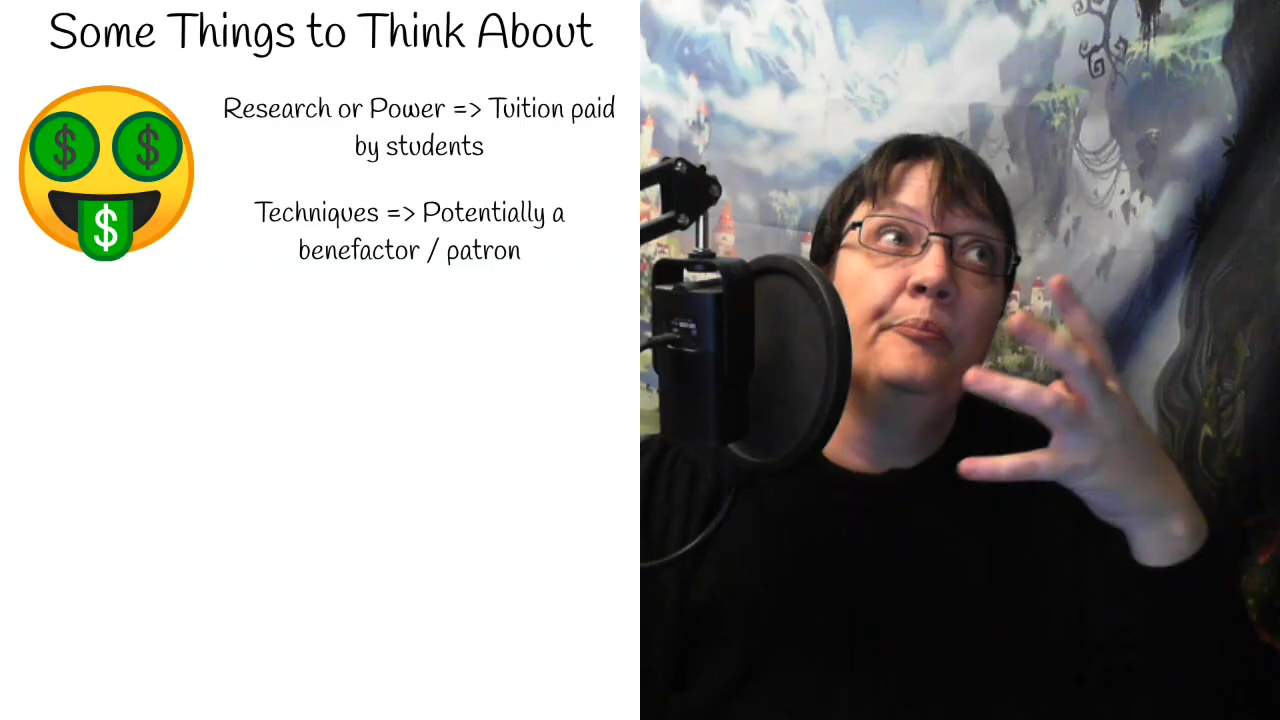 Some Things to Think About
Research or Power => Tuition paid
by students
Techniques => Potentially a
benefactor / patron